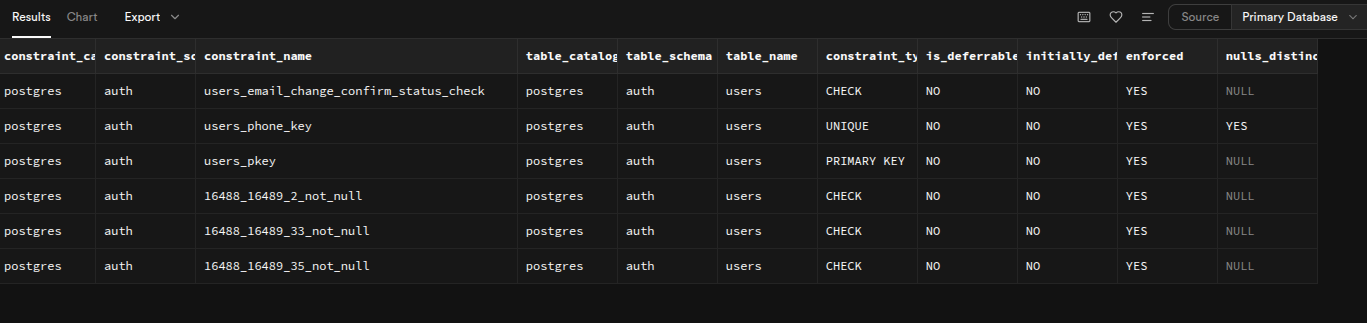 Results Chart Export Source Primary Database
constraint_ca constraint_sc constraint_name table_catalog table_schema table_name constraint_ty is_deferrable initially_def enforced nulls_distinc
postgres auth users_email_change_confirm_status_check postgres auth users CHECK NO NO YES NULL
postgres auth users_phone_key postgres auth users UNIQUE NO NO YES YES
postgres auth users_pkey postgres auth users PRIMARY KEY NO NO YES NULL
postgres auth 16488_16489_2_not_null postgres auth users CHECK NO NO YES NULL
postgres auth 16488_16489_33_not_null postgres auth users CHECK NO NO YES NULL
postgres auth 16488_16489_35_not_null postgres auth users CHECK NO NO YES NULL